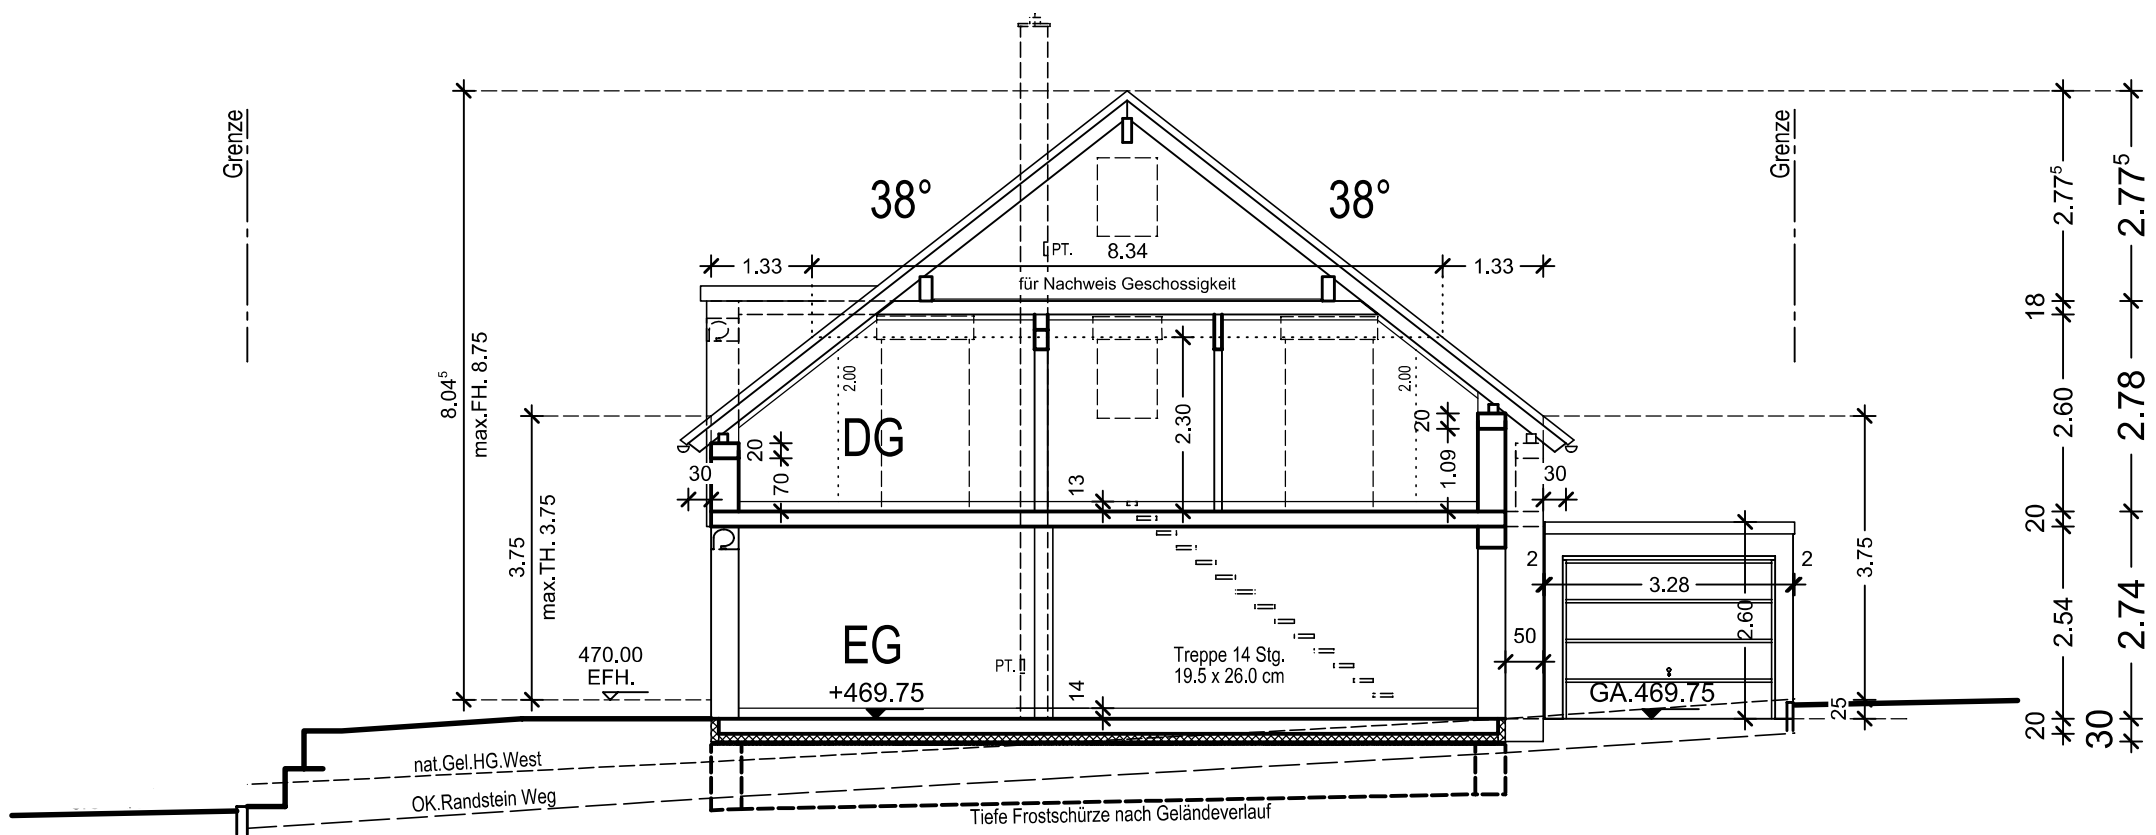 Grenze
Grenze
38°
38°
2.77⁵
2.77⁵
PT.
8.34
1.33
1.33
für Nachweis Geschossigkeit
18
8.04⁵
max.FH. 8.75
2.00
2.00
2.30
2.60
2.78
DG
20
20
30
70
13
1.09
30
3.75
max.TH. 3.75
20
2
3.28
2
3.75
2.60
2.54
2.74
470.00
EFH.
EG
+469.75
PT.
14
Treppe 14 Stg.
19.5 x 26.0 cm
50
GA.469.75
25
20
30
nat.Gel.HG.West
OK.Randstein Weg
Tiefe Frostschürze nach Geländeverlauf